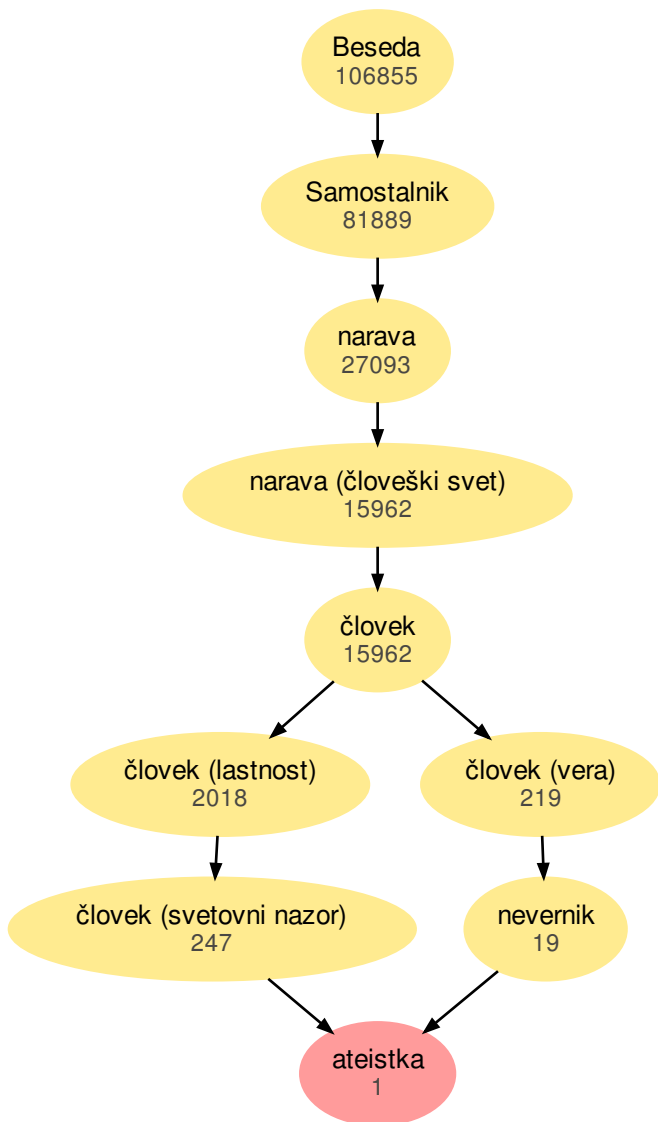 Beseda
106855
Samostalnik
81889
narava
27093
narava (človeški svet)
15962
človek
15962
človek (lastnost)
2018
človek (vera)
219
človek (svetovni nazor)
247
nevernik
19
ateistka
1